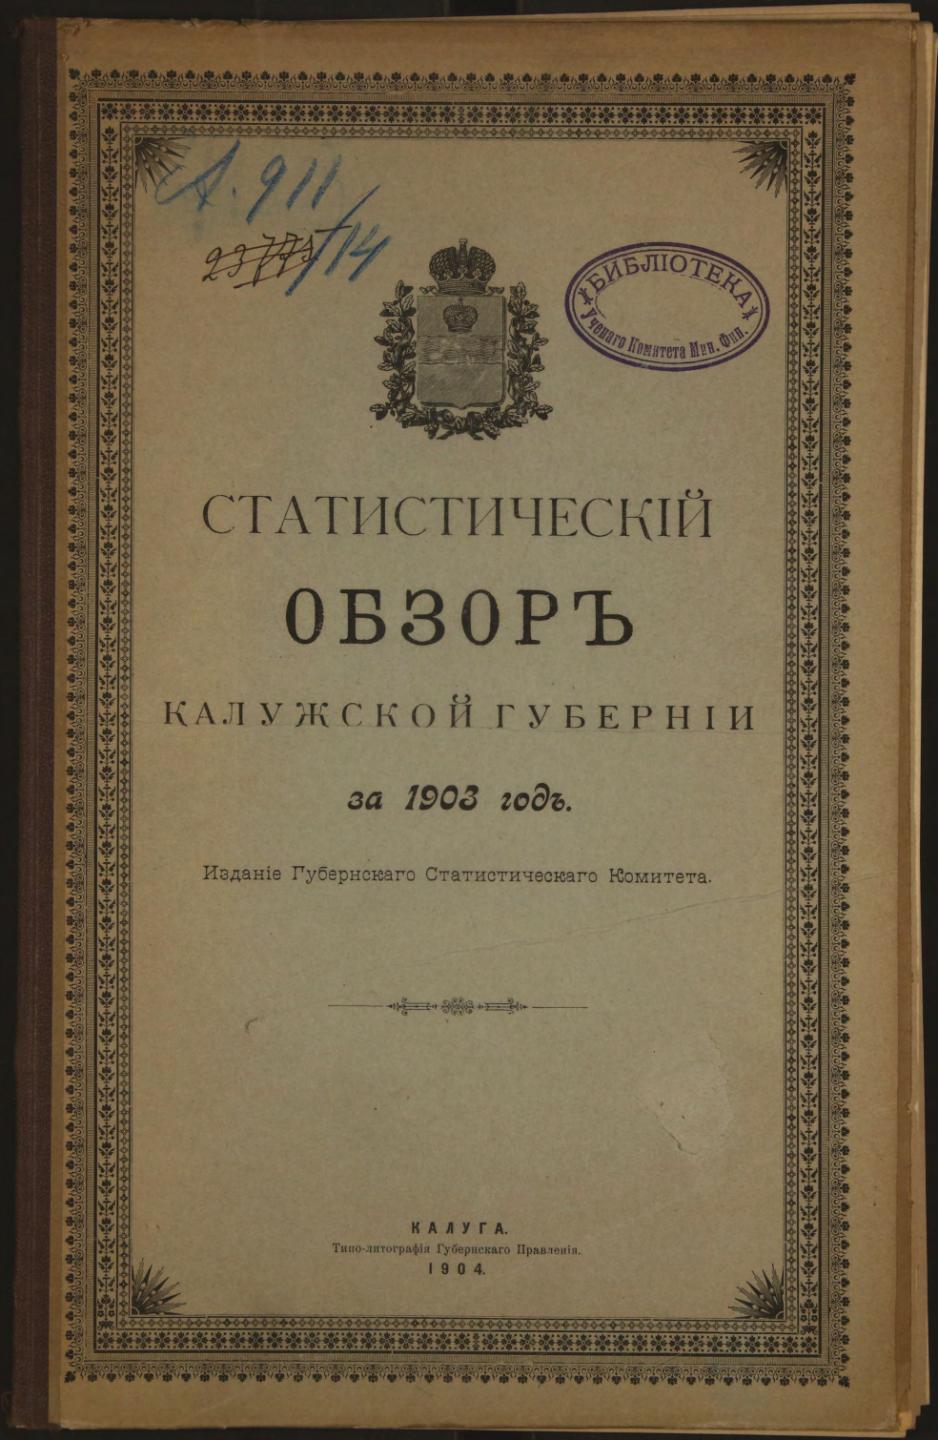 А. 911/14
23775
БИБЛІОТЕКА
Ученаго Комитета Мин. Фин.
СТАТИСТИЧЕСКІЙ
ОБЗОРЪ
КАЛУЖСКОЙ ГУБЕРНІИ
за 1903 годъ.
Изданіе Губернскаго Статистическаго Комитета.
КАЛУГА.
Типо-литографія Губернскаго Правленія.
1904.